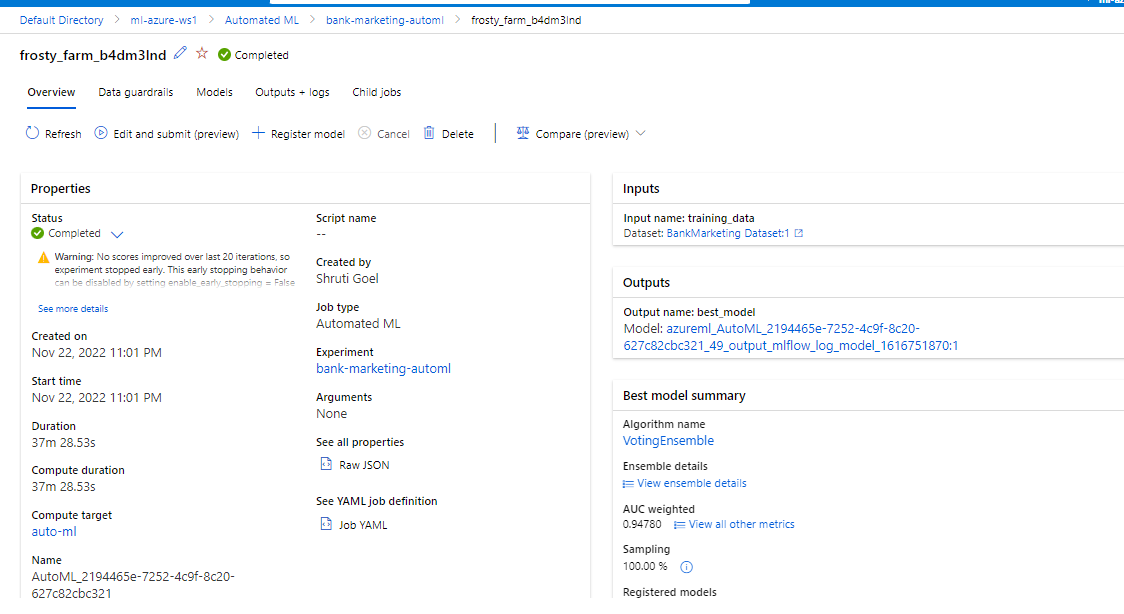 Default Directory > ml-azure-ws1 > Automated ML > bank-marketing-automl > frosty_farm_b4dm3lnd
frosty_farm_b4dm3lnd Completed
Overview Data guardrails Models Outputs + logs Child jobs
Refresh Edit and submit (preview) Register model Cancel Delete Compare (preview)
Properties
Status
Completed
Warning: No scores improved over last 20 iterations, so
experiment stopped early. This early stopping behavior
can be disabled by setting enable_early_stopping = False
See more details
Created on
Nov 22, 2022 11:01 PM
Start time
Nov 22, 2022 11:01 PM
Duration
37m 28.53s
Compute duration
37m 28.53s
Compute target
auto-ml
Name
AutoML_2194465e-7252-4c9f-8c20-
627c82cbc321
Script name
--
Created by
Shruti Goel
Job type
Automated ML
Experiment
bank-marketing-automl
Arguments
None
See all properties
Raw JSON
See YAML job definition
Job YAML
Inputs
Input name: training_data
Dataset: BankMarketing Dataset:1
Outputs
Output name: best_model
Model: azureml_AutoML_2194465e-7252-4c9f-8c20-
627c82cbc321_49_output_mlflow_log_model_1616751870:1
Best model summary
Algorithm name
VotingEnsemble
Ensemble details
View ensemble details
AUC weighted
0.94780 View all other metrics
Sampling
100.00 %
Registered models